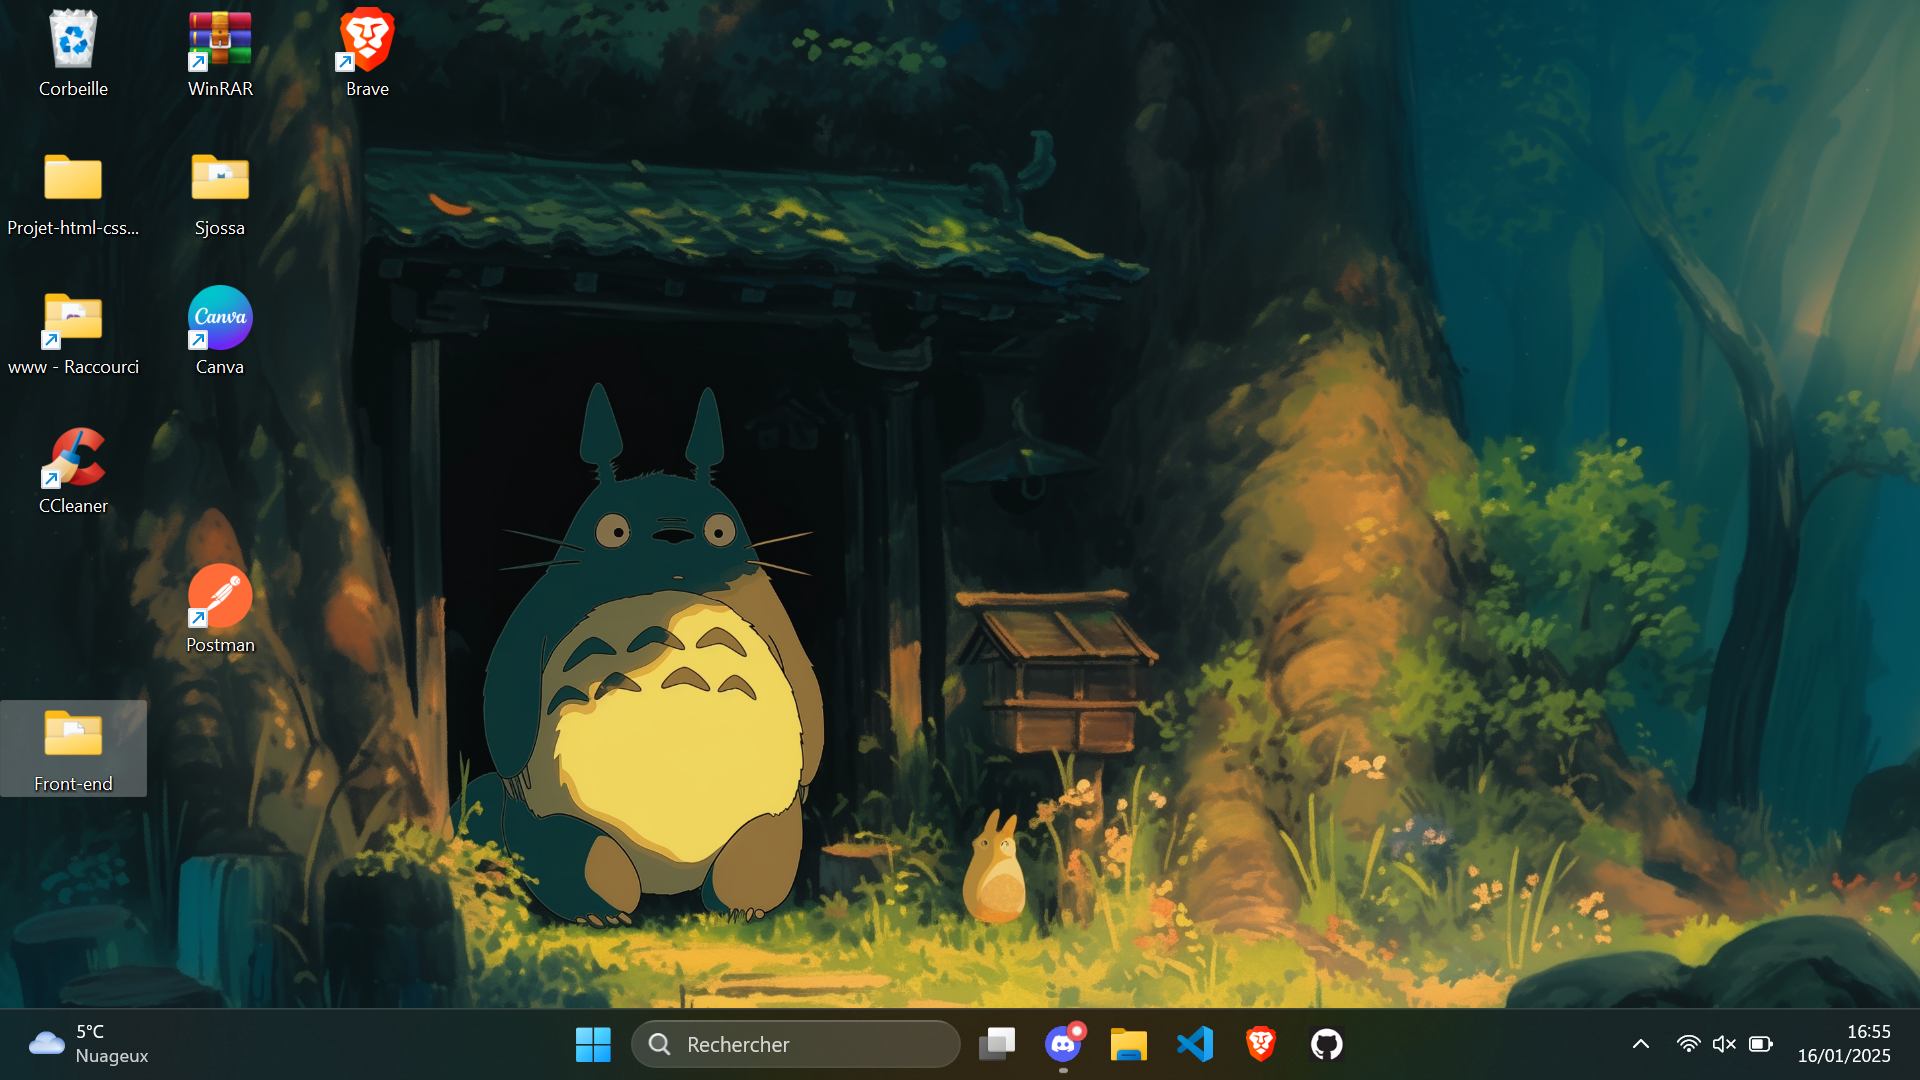 Corbeille
WinRAR
Brave
Projet-html-css...
Sjossa
www - Raccourci
Canva
Canva
CCleaner
Postman
Front-end
5°C
Nuageux
Rechercher
16:55
16/01/2025